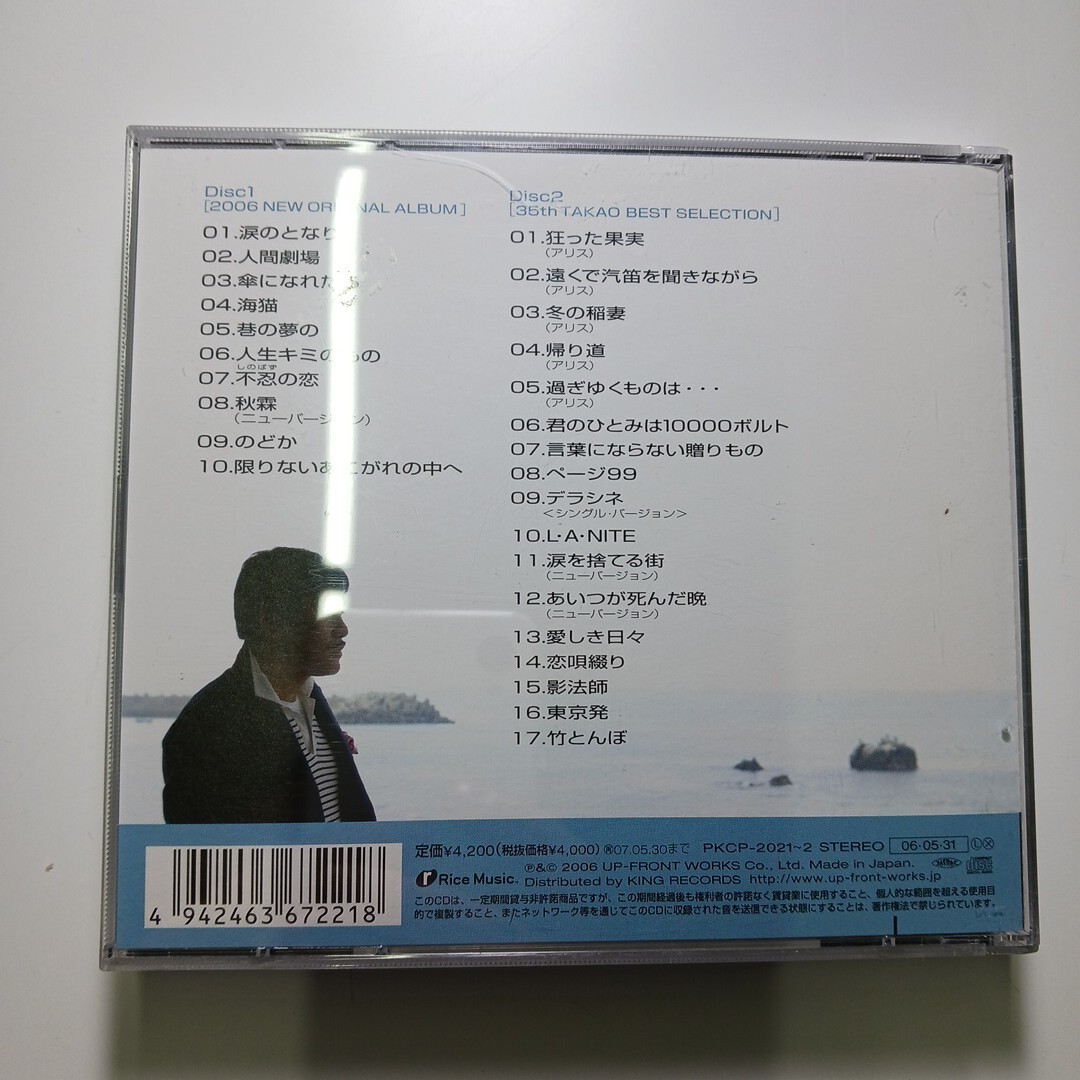 Disc1
[2006 NEW ORIGINAL ALBUM]
01.涙のとなり
02.人間劇場
03.傘になれたら
04.海猫
05.巷の夢の
06.人生キミのもの
しのばず
07.不忍の恋
08.秋霖
(ニューバージョン)
09.のどか
10.限りないあこがれの中へ
Disc2
[35th TAKAO BEST SELECTION]
01.狂った果実
(アリス)
02.遠くで汽笛を聞きながら
(アリス)
03.冬の稲妻
(アリス)
04.帰り道
(アリス)
05.過ぎゆくものは・・・
(アリス)
06.君のひとみは10000ボルト
07.言葉にならない贈りもの
08.ページ99
09.デラシネ
<シングル・バージョン>
10.L・A・NITE
11.涙を捨てる街
(ニューバージョン)
12.あいつが死んだ晩
(ニューバージョン)
13.愛しき日々
14.恋唄綴り
15.影法師
16.東京発
17.竹とんぼ
4 942463 672218
定価¥4,200(税抜価格¥4,000) Ⓡ07.05.30まで PKCP-2021~2 STEREO 06・05・31 ⓁⓍ
Rice Music. ℗&© 2006 UP-FRONT WORKS Co., Ltd. Made in Japan.
Distributed by KING RECORDS http://www.up-front-works.jp
このCDは、一定期間貸与非許諾商品ですが、この期間経過後も権利者の許諾なく賃貸業に使用すること、個人的な範囲を超える使用目
的で複製すること、またネットワーク等を通じてこのCDに収録された音を送信できる状態にすることは、著作権法で禁じられています。